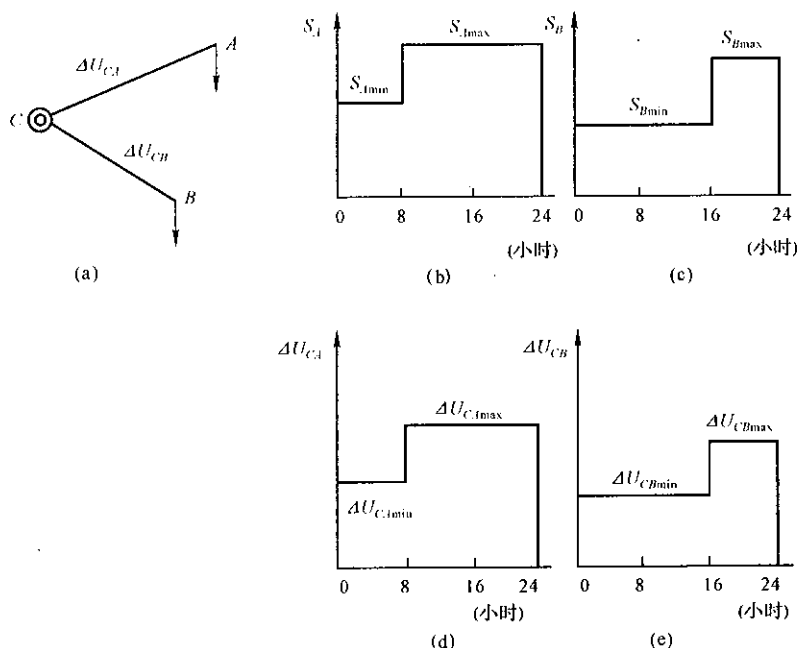 ΔU_CA
A
C
ΔU_CB
B
(a)
S_A
S_Amax
S_Amin
0 8 16 24
(小时)
(b)
S_B
S_Bmax
S_Bmin
0 8 16 24
(小时)
(c)
ΔU_CA
ΔU_CAmax
ΔU_CAmin
0 8 16 24
(小时)
(d)
ΔU_CB
ΔU_CBmax
ΔU_CBmin
0 8 16 24
(小时)
(e)